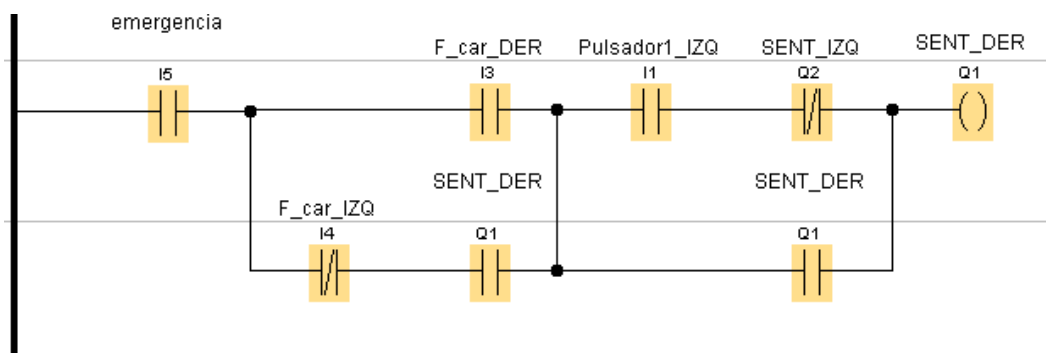 emergencia
F_car_DER Pulsador1_IZQ SENT_IZQ SENT_DER
I5 I3 I1 Q2 Q1
SENT_DER SENT_DER
F_car_IZQ
I4 Q1 Q1